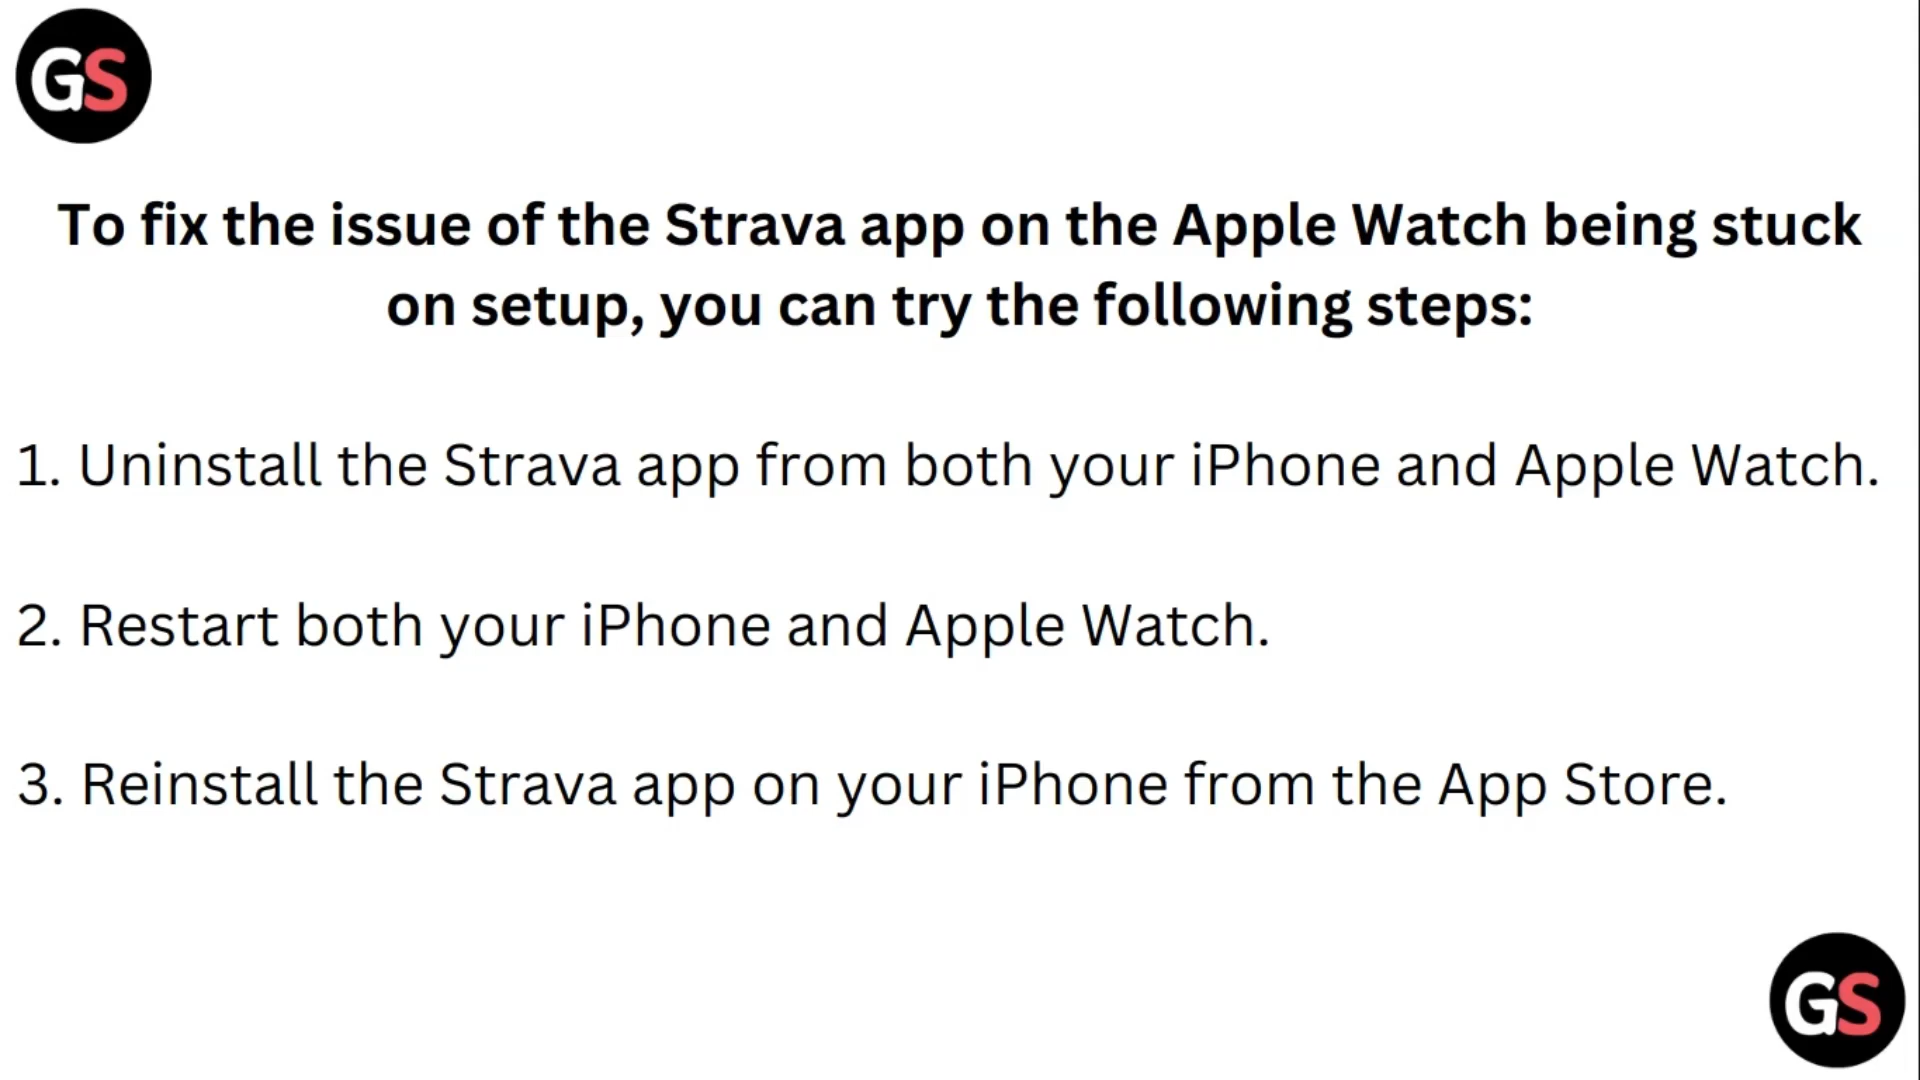 GS
To fix the issue of the Strava app on the Apple Watch being stuck
on setup, you can try the following steps:
1. Uninstall the Strava app from both your iPhone and Apple Watch.
2. Restart both your iPhone and Apple Watch.
3. Reinstall the Strava app on your iPhone from the App Store.
GS